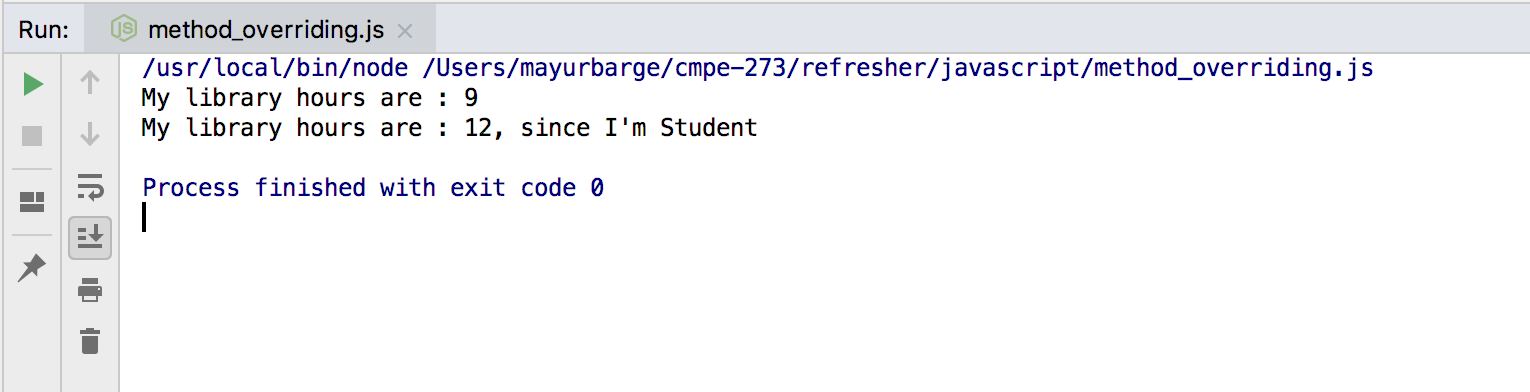 Run: JS method_overriding.js ×
/usr/local/bin/node /Users/mayurbarge/cmpe-273/refresher/javascript/method_overriding.js
My library hours are : 9
My library hours are : 12, since I'm Student
Process finished with exit code 0